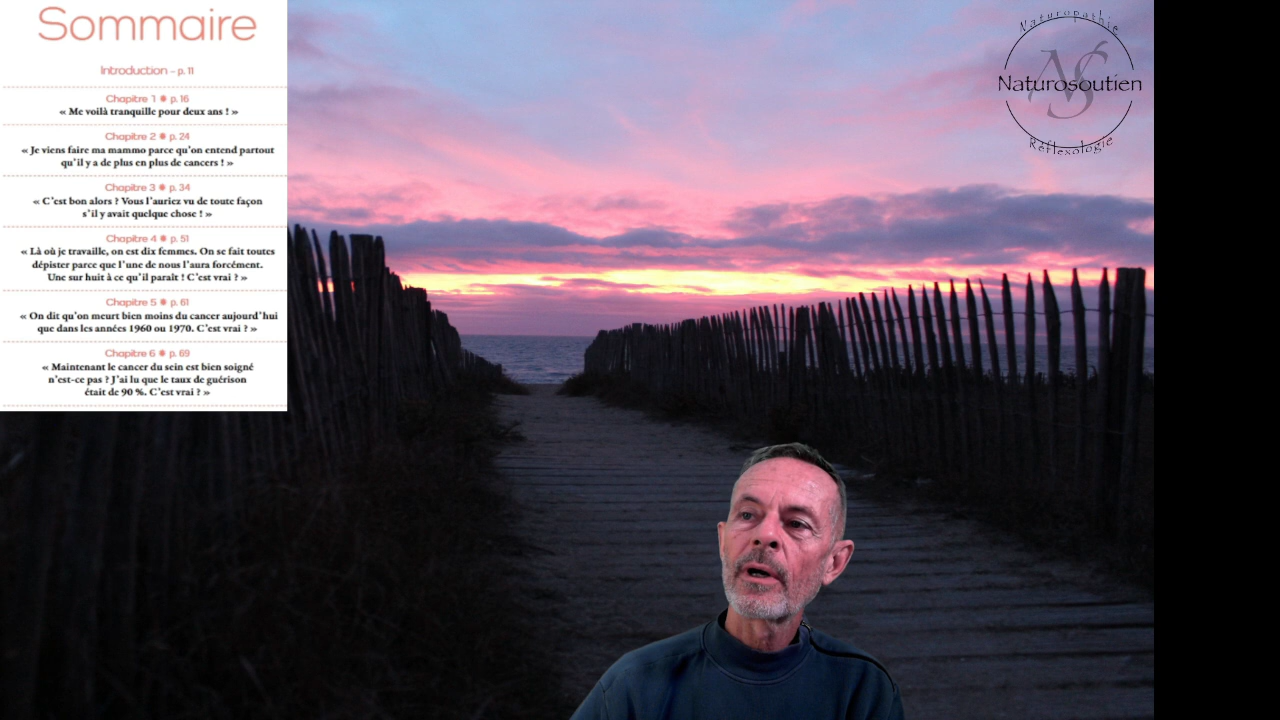 Sommaire
Introduction – p. 11
Chapitre 1 ✹ p. 16
« Me voilà tranquille pour deux ans ! »
Chapitre 2 ✹ p. 24
« Je viens faire ma mammo parce qu'on entend partout
qu'il y a de plus en plus de cancers ! »
Chapitre 3 ✹ p. 34
« C'est bon alors ? Vous l'auriez vu de toute façon
s'il y avait quelque chose ! »
Chapitre 4 ✹ p. 51
« Là où je travaille, on est dix femmes. On se fait toutes
dépister parce que l'une de nous l'aura forcément.
Une sur huit à ce qu'il paraît ! C'est vrai ? »
Chapitre 5 ✹ p. 61
« On dit qu'on meurt bien moins du cancer aujourd'hui
que dans les années 1960 ou 1970. C'est vrai ? »
Chapitre 6 ✹ p. 69
« Maintenant le cancer du sein est bien soigné
n'est-ce pas ? J'ai lu que le taux de guérison
était de 90 %. C'est vrai ? »
Naturopathie
NS
Naturosoutien
Réflexologie